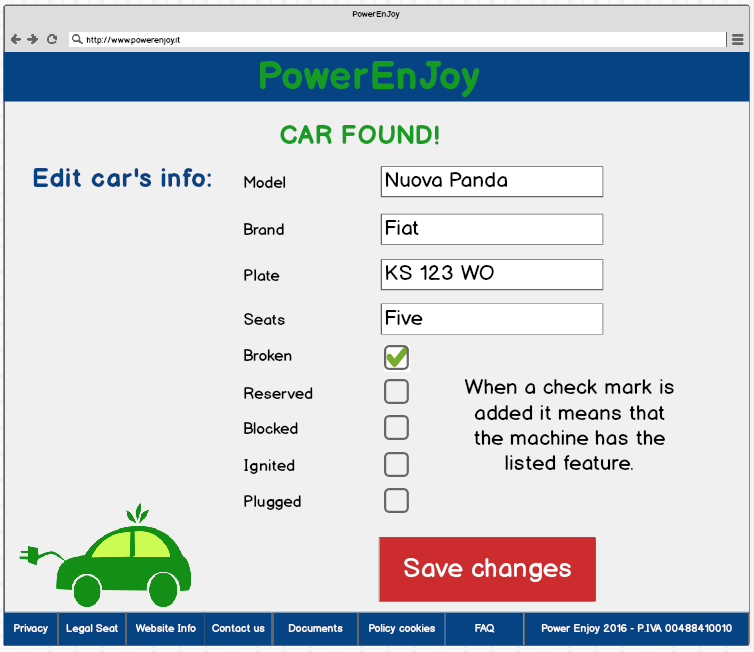 PowerEnJoy
http://www.powerenjoy.it
PowerEnJoy
CAR FOUND!
Edit car's info:
Model
Nuova Panda
Brand
Fiat
Plate
KS 123 WO
Seats
Five
Broken
Reserved
Blocked
Ignited
Plugged
When a check mark is
added it means that
the machine has the
listed feature.
Save changes
Privacy
Legal Seat
Website Info
Contact us
Documents
Policy cookies
FAQ
Power Enjoy 2016 - P.IVA 00488410010